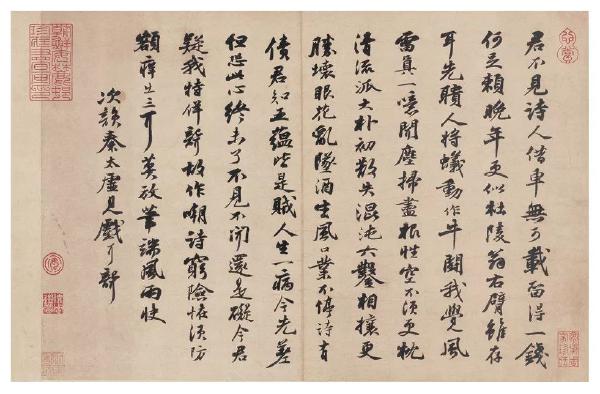 君不見詩人借車無可載留得一錢
何足賴晚年更似杜陵翁右臂雖存
耳先聵人將蟻動作牛鬭我覺風
雷真一噫聞塵掃盡根性空不須更枕
清流派大朴初散失混沌六鑿相攘更
勝壞眼花亂墜酒生風口業不停詩有
債君知五蘊皆是賊人生一病今先差
但恐此心終未了不見不聞還是礙今君
疑我特佯聾故作嘲詩窮險怪須防
額癢出三耳莫放筆端風雨快
次韻秦太虛見戲耳聾